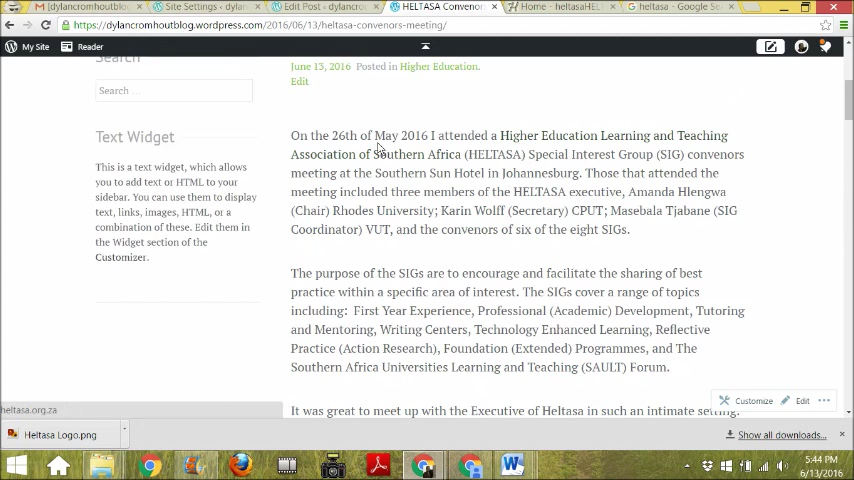 [dylancromhoutblog.wordp
Site Settings ‹ dylan
Edit Post ‹ dylancrom
HELTASA Convenors
Home - heltasaHEL
heltasa - Google Se
https://dylancromhoutblog.wordpress.com/2016/06/13/heltasa-convenors-meeting/
My Site
Reader
Search
Search …
Text Widget
This is a text widget, which allows
you to add text or HTML to your
sidebar. You can use them to display
text, links, images, HTML, or a
combination of these. Edit them in
the Widget section of the
Customizer.
June 13, 2016 Posted in Higher Education.
Edit
On the 26th of May 2016 I attended a Higher Education Learning and Teaching
Association of Southern Africa (HELTASA) Special Interest Group (SIG) convenors
meeting at the Southern Sun Hotel in Johannesburg. Those that attended the
meeting included three members of the HELTASA executive, Amanda Hlengwa
(Chair) Rhodes University; Karin Wolff (Secretary) CPUT; Masebala Tjabane (SIG
Coordinator) VUT, and the convenors of six of the eight SIGs.
The purpose of the SIGs are to encourage and facilitate the sharing of best
practice within a specific area of interest. The SIGs cover a range of topics
including: First Year Experience, Professional (Academic) Development, Tutoring
and Mentoring, Writing Centers, Technology Enhanced Learning, Reflective
Practice (Action Research), Foundation (Extended) Programmes, and The
Southern Africa Universities Learning and Teaching (SAULT) Forum.
It was great to meet up with the Executive of Heltasa in such an intimate setting.
Customize
Edit
heltasa.org.za
Heltasa Logo.png
Show all downloads...
5:44 PM
6/13/2016